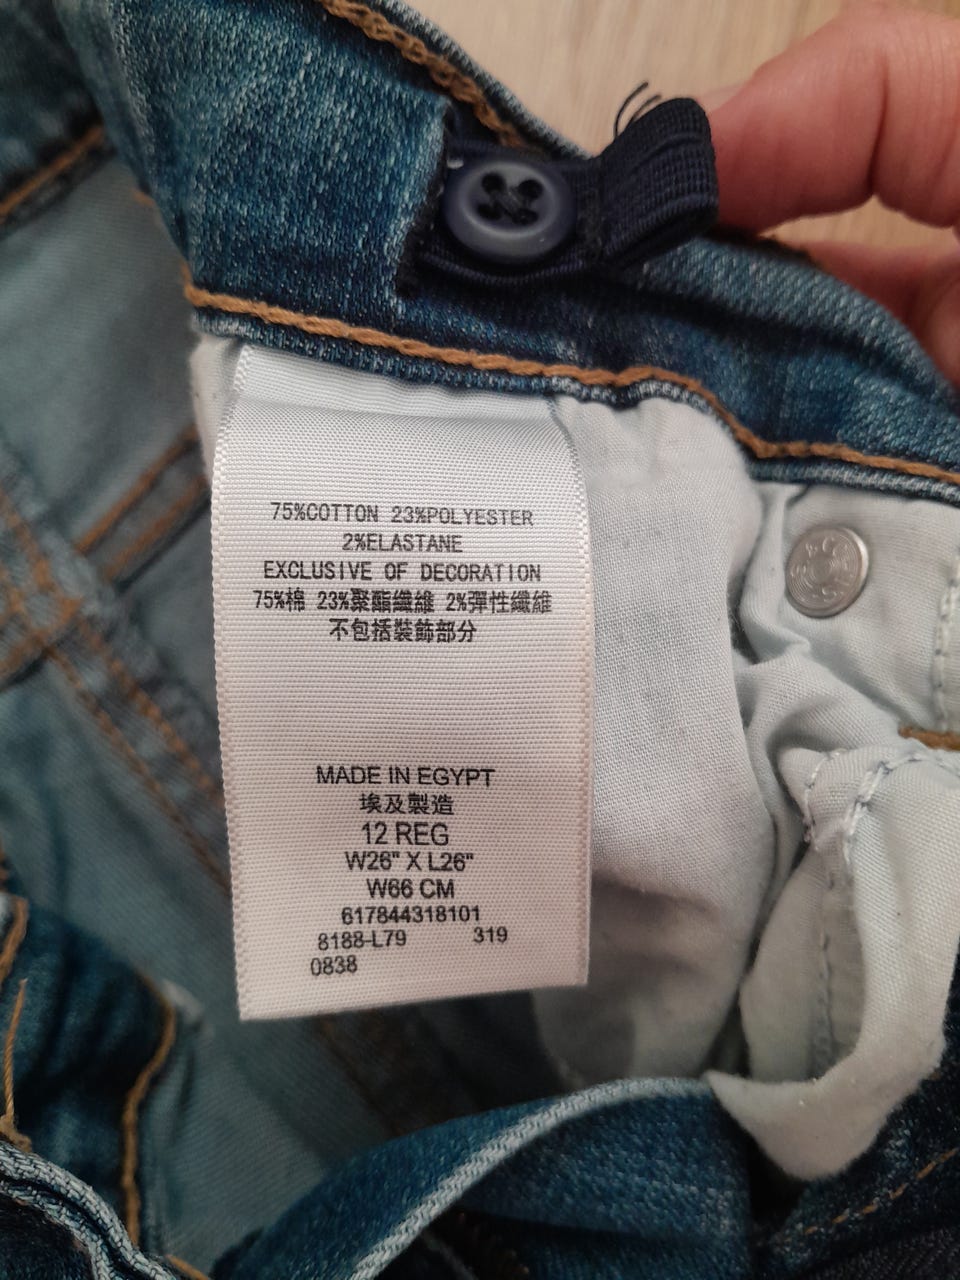 75%COTTON 23%POLYESTER
2%ELASTANE
EXCLUSIVE OF DECORATION
75%棉 23%聚酯纖維 2%彈性纖維
不包括裝飾部分
MADE IN EGYPT
埃及製造
12 REG
W26" X L26"
W66 CM
617844318101
8188-L79 319
0838